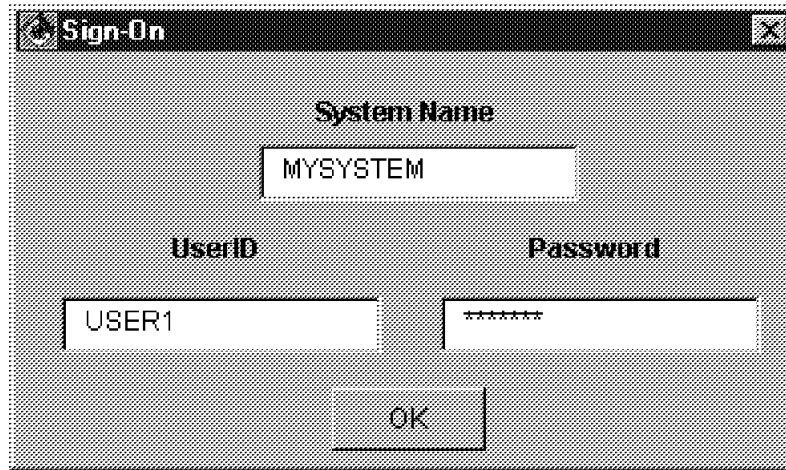 Sign-On
System Name
MYSYSTEM
UserID Password
USER1 *******
OK